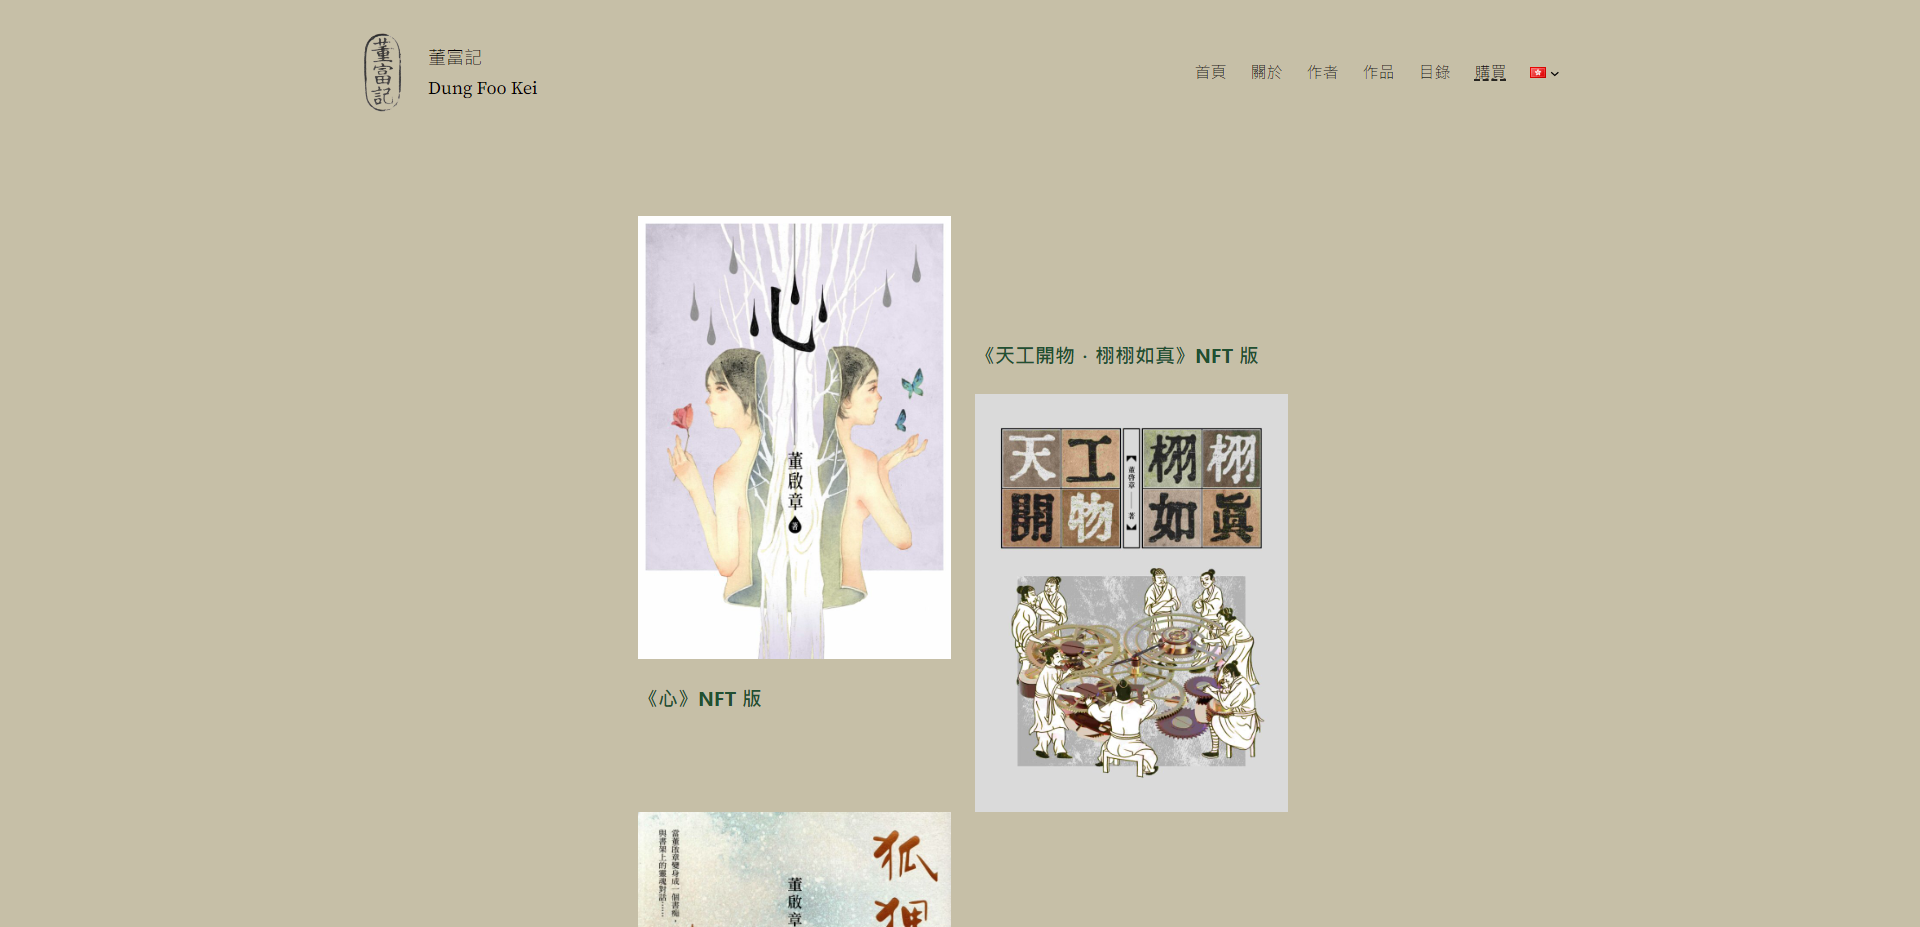 董富記
董富記
Dung Foo Kei
首頁 關於 作者 作品 目錄 購買
心
董啟章
著
《心》NFT 版
《天工開物 · 栩栩如真》NFT 版
天工開物
董啓章 著
栩栩如眞
當董啟章變身成一個書痴，
與書架上的靈魂對話……
董啟章
狐狸